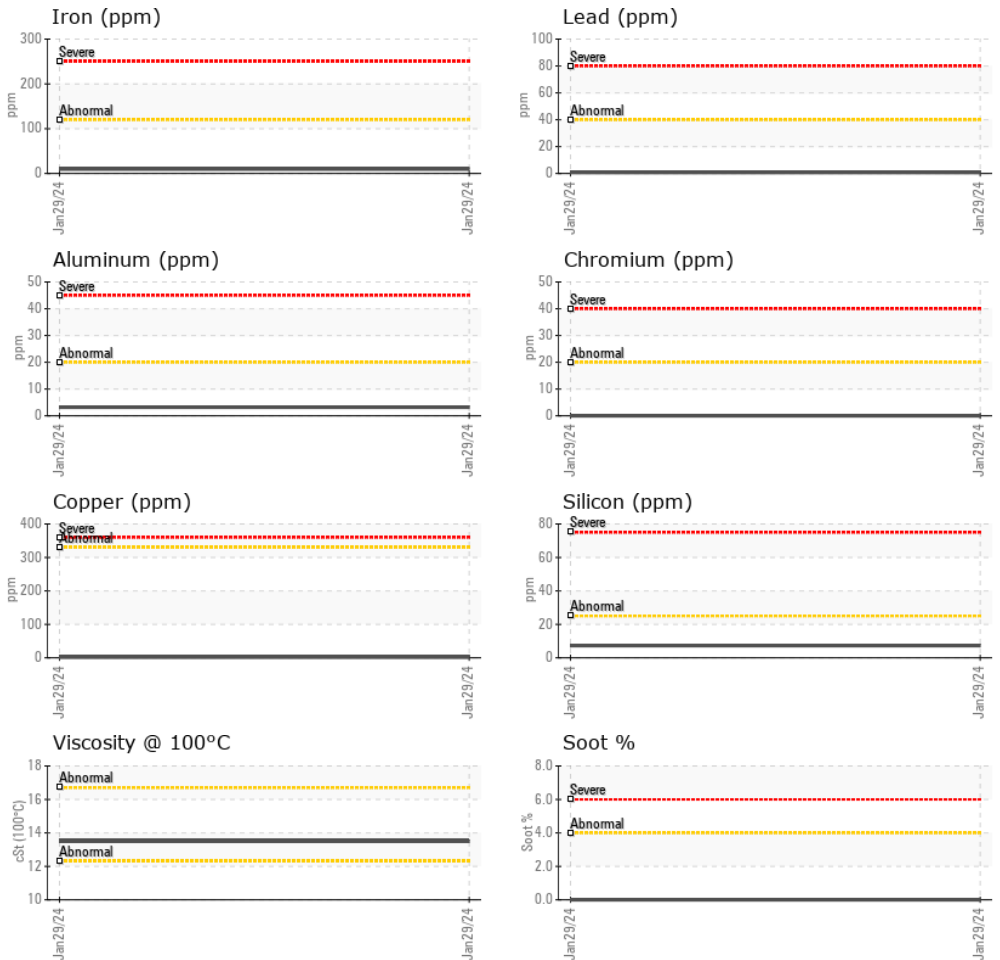 Iron (ppm)
300
200
100
0
ppm
Severe
Abnormal
Jan29/24
Jan29/24
Lead (ppm)
100
80
60
40
20
0
ppm
Severe
Abnormal
Jan29/24
Jan29/24
Aluminum (ppm)
50
40
30
20
10
0
ppm
Severe
Abnormal
Jan29/24
Jan29/24
Chromium (ppm)
50
40
30
20
10
0
ppm
Severe
Abnormal
Jan29/24
Jan29/24
Copper (ppm)
400
300
200
100
0
ppm
Severe
Abnormal
Jan29/24
Jan29/24
Silicon (ppm)
80
60
40
20
0
ppm
Severe
Abnormal
Jan29/24
Jan29/24
Viscosity @ 100°C
18
16
14
12
10
cSt (100°C)
Abnormal
Abnormal
Jan29/24
Jan29/24
Soot %
8.0
6.0
4.0
2.0
0.0
Soot %
Severe
Abnormal
Jan29/24
Jan29/24